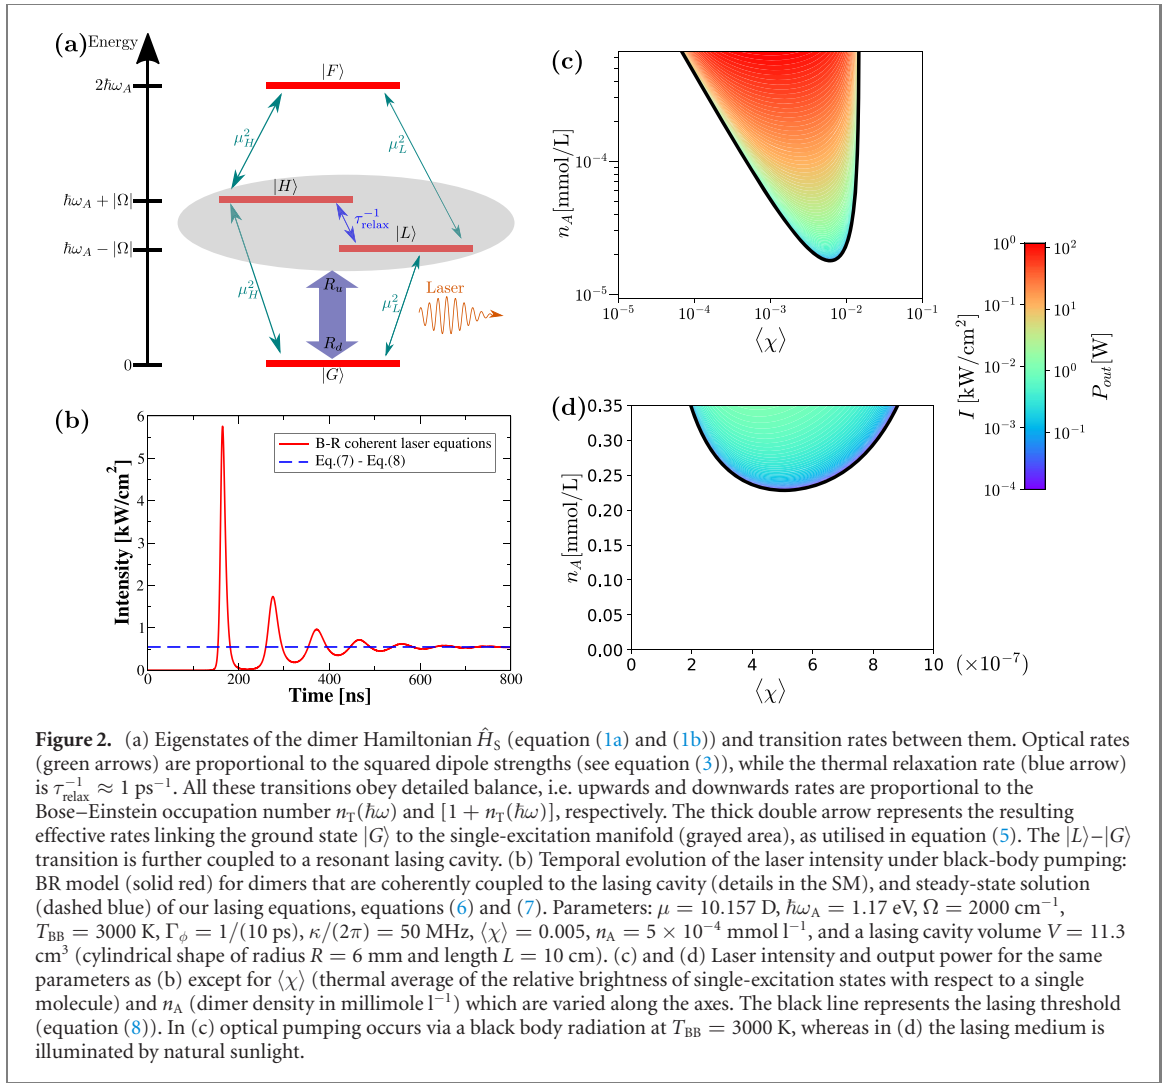 (a)
Energy
2ħω_A
ħω_A + |Ω|
ħω_A − |Ω|
0
|F⟩
μ_H^2
μ_L^2
|H⟩
τ_relax^−1
|L⟩
μ_H^2
R_u
μ_L^2
Laser
R_d
|G⟩
(b)
Intensity [kW/cm²]
6
5
4
3
2
1
0
B-R coherent laser equations
Eq.(7) - Eq.(8)
0 200 400 600 800
Time [ns]
(c)
n_A[mmol/L]
10^−4
10^−5
10^−5 10^−4 10^−3 10^−2 10^−1
⟨χ⟩
(d)
n_A[mmol/L]
0.35
0.30
0.25
0.20
0.15
0.10
0.05
0.00
0 2 4 6 8 10 (×10^−7)
⟨χ⟩
I [kW/cm²]
10^0
10^−1
10^−2
10^−3
10^−4
10^2
10^1
10^0
10^−1
P_out[W]
Figure 2. (a) Eigenstates of the dimer Hamiltonian Ĥ_S (equation (1a) and (1b)) and transition rates between them. Optical rates
(green arrows) are proportional to the squared dipole strengths (see equation (3)), while the thermal relaxation rate (blue arrow)
is τ_relax^−1 ≈ 1 ps^−1. All these transitions obey detailed balance, i.e. upwards and downwards rates are proportional to the
Bose–Einstein occupation number n_T(ħω) and [1 + n_T(ħω)], respectively. The thick double arrow represents the resulting
effective rates linking the ground state |G⟩ to the single-excitation manifold (grayed area), as utilised in equation (5). The |L⟩–|G⟩
transition is further coupled to a resonant lasing cavity. (b) Temporal evolution of the laser intensity under black-body pumping:
BR model (solid red) for dimers that are coherently coupled to the lasing cavity (details in the SM), and steady-state solution
(dashed blue) of our lasing equations, equations (6) and (7). Parameters: μ = 10.157 D, ħω_A = 1.17 eV, Ω = 2000 cm^−1,
T_BB = 3000 K, Γ_ϕ = 1/(10 ps), κ/(2π) = 50 MHz, ⟨χ⟩ = 0.005, n_A = 5 × 10^−4 mmol l^−1, and a lasing cavity volume V = 11.3
cm³ (cylindrical shape of radius R = 6 mm and length L = 10 cm). (c) and (d) Laser intensity and output power for the same
parameters as (b) except for ⟨χ⟩ (thermal average of the relative brightness of single-excitation states with respect to a single
molecule) and n_A (dimer density in millimole l^−1) which are varied along the axes. The black line represents the lasing threshold
(equation (8)). In (c) optical pumping occurs via a black body radiation at T_BB = 3000 K, whereas in (d) the lasing medium is
illuminated by natural sunlight.